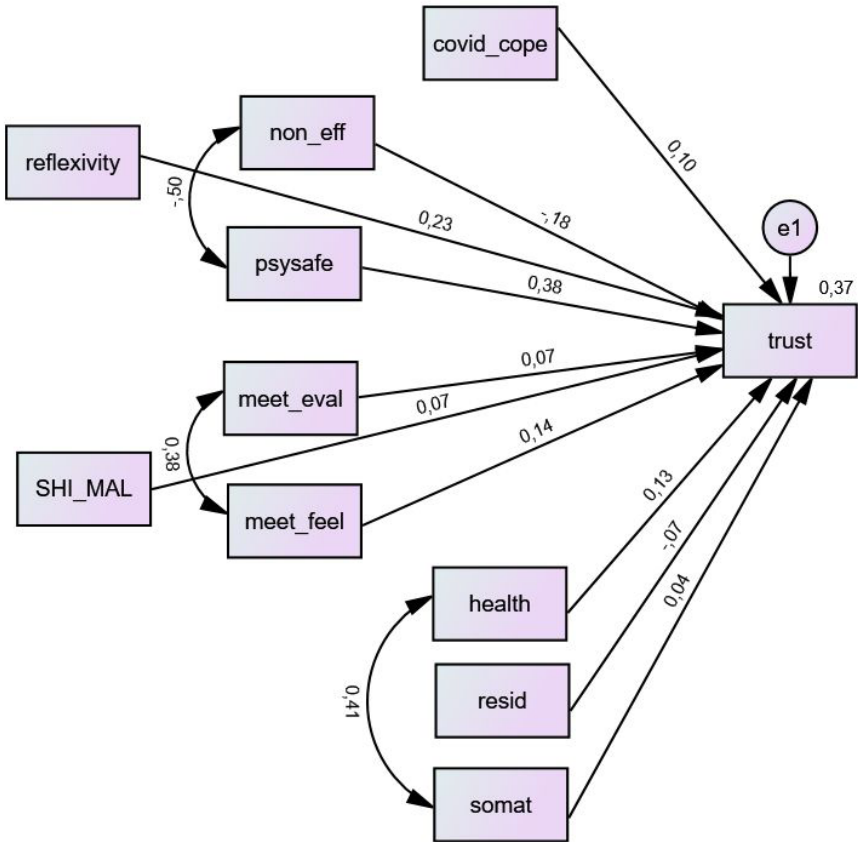 covid_cope
non_eff
reflexivity
-,50
0,10
psysafe
0,23
-,18
0,38
e1
0,37
trust
meet_eval
0,07
0,07
0,38
SHI_MAL
meet_feel
0,14
health
0,13
-,07
0,04
0,41
resid
somat